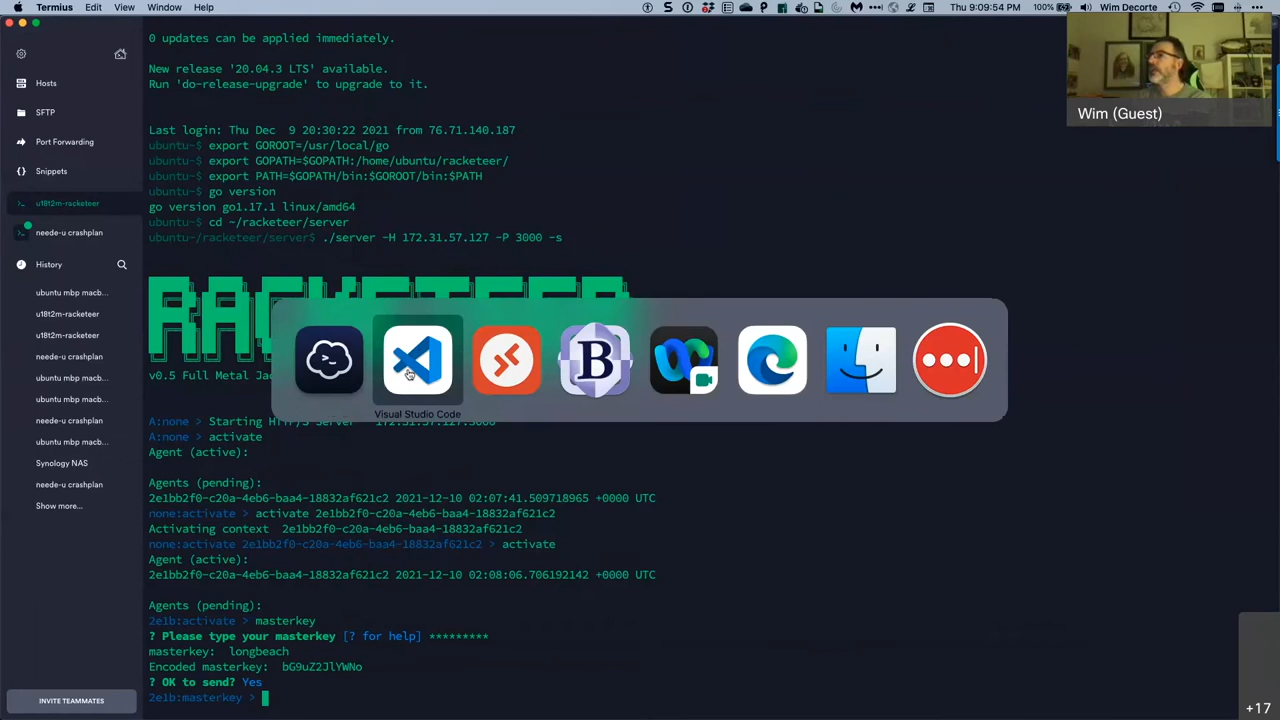 Termius Edit View Window Help
Thu 9:09:54 100% Wim Decorte
Hosts
SFTP
Port Forwarding
Snippets
u18t2m-racketeer
neede-u crashplan
History
ubuntu mbp macb...
u18t2m-racketeer
u18t2m-racketeer
neede-u crashplan
ubuntu mbp macb...
ubuntu mbp macb...
neede-u crashplan
ubuntu mbp macb...
Synology NAS
neede-u crashplan
Show more...
INVITE TEAMMATES
0 updates can be applied immediately.
New release '20.04.3 LTS' available.
Run 'do-release-upgrade' to upgrade to it.
Last login: Thu Dec 9 20:30:22 2021 from 76.71.140.187
ubuntu~$ export GOROOT=/usr/local/go
ubuntu~$ export GOPATH=$GOPATH:/home/ubuntu/racketeer/
ubuntu~$ export PATH=$GOPATH/bin:$GOROOT/bin:$PATH
ubuntu~$ go version
go version go1.17.1 linux/amd64
ubuntu~$ cd ~/racketeer/server
ubuntu~/racketeer/server$ ./server -H 172.31.57.127 -P 3000 -s
RACKETEER
v0.5 Full Metal Jac
Visual Studio Code
A:none > Starting HTTP/S server 172.31.57.127:3000
A:none > activate
Agent (active):
Agents (pending):
2e1bb2f0-c20a-4eb6-baa4-18832af621c2 2021-12-10 02:07:41.509718965 +0000 UTC
none:activate > activate 2e1bb2f0-c20a-4eb6-baa4-18832af621c2
Activating context 2e1bb2f0-c20a-4eb6-baa4-18832af621c2
none:activate 2e1bb2f0-c20a-4eb6-baa4-18832af621c2 > activate
Agent (active):
2e1bb2f0-c20a-4eb6-baa4-18832af621c2 2021-12-10 02:08:06.706192142 +0000 UTC
Agents (pending):
2e1b:activate > masterkey
? Please type your masterkey [? for help] *********
masterkey: longbeach
Encoded masterkey: bG9uZ2JlYWNo
? OK to send? Yes
2e1b:masterkey >
Wim (Guest)
+17